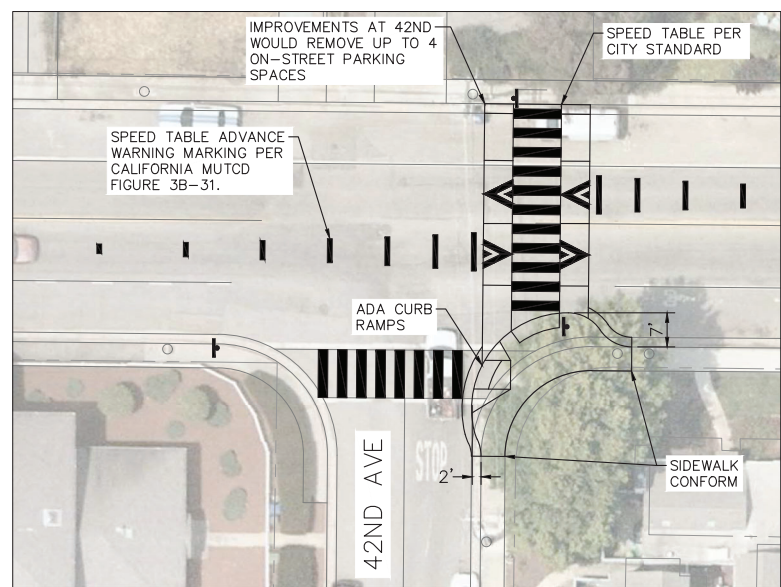 IMPROVEMENTS AT 42ND
WOULD REMOVE UP TO 4
ON-STREET PARKING
SPACES
SPEED TABLE PER
CITY STANDARD
SPEED TABLE ADVANCE
WARNING MARKING PER
CALIFORNIA MUTCD
FIGURE 3B-31.
ADA CURB
RAMPS
7'
42ND AVE
STOP
2'
SIDEWALK
CONFORM